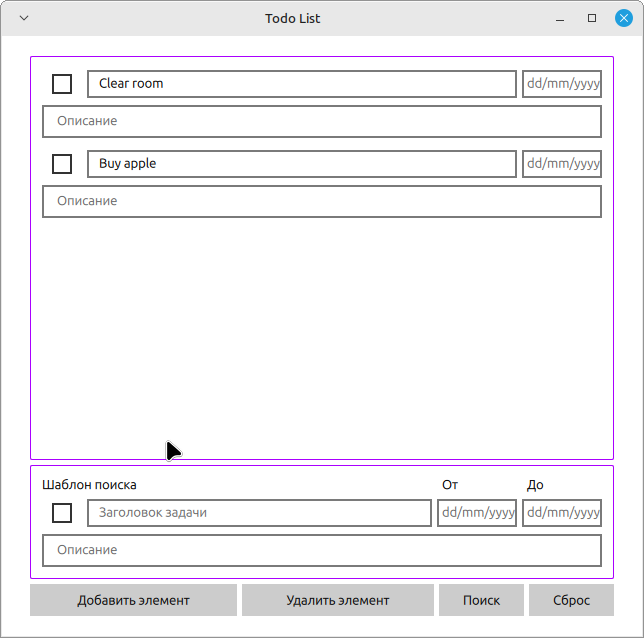 Todo List
Clear room dd/mm/yyyy
Описание
Buy apple dd/mm/yyyy
Описание
Шаблон поиска От До
Заголовок задачи dd/mm/yyyy dd/mm/yyyy
Описание
Добавить элемент Удалить элемент Поиск Сброс